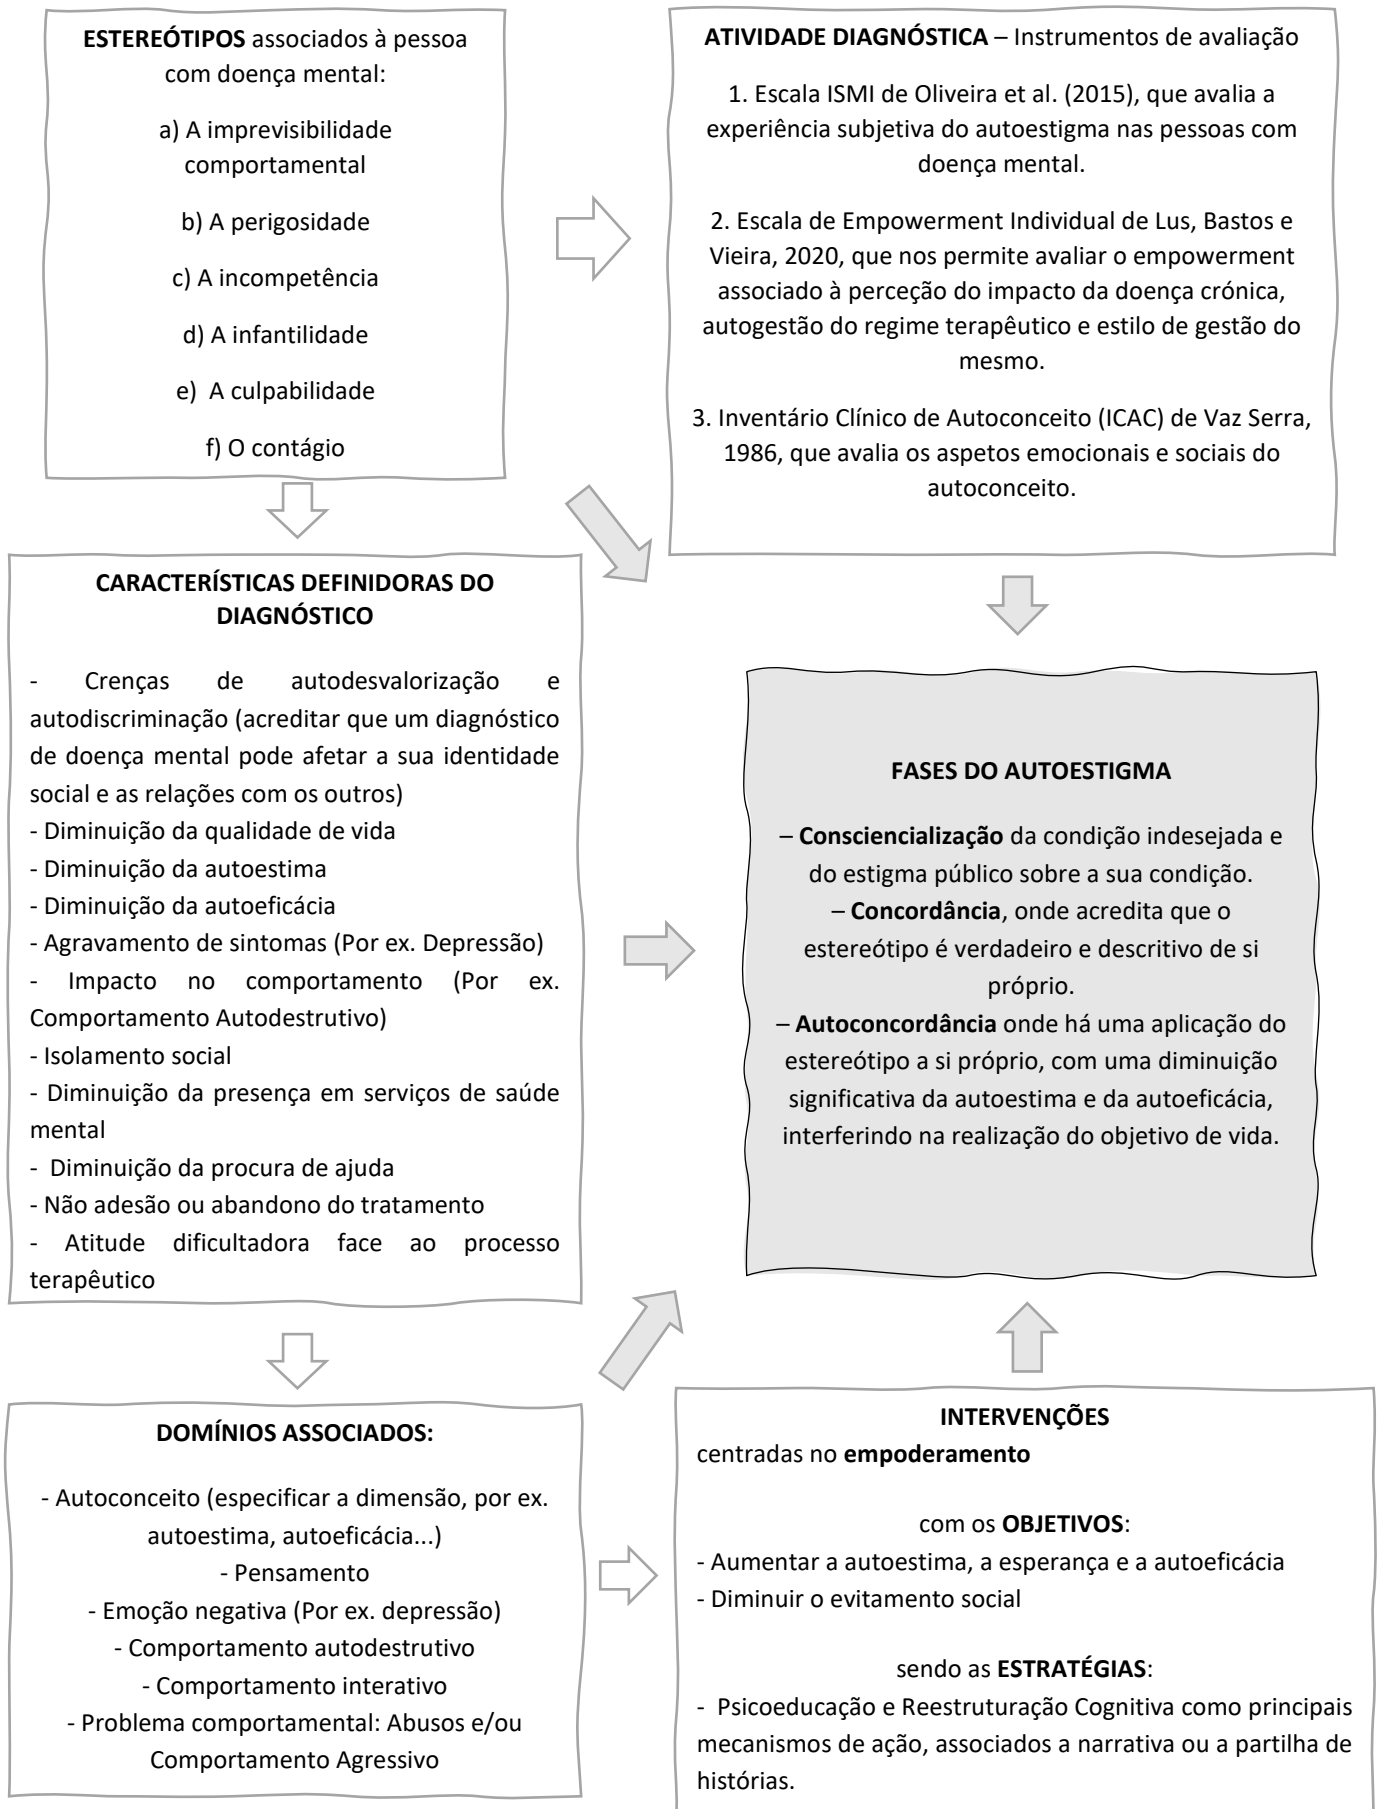 ESTEREÓTIPOS associados à pessoa
com doença mental:
a) A imprevisibilidade
comportamental
b) A perigosidade
c) A incompetência
d) A infantilidade
e) A culpabilidade
f) O contágio
ATIVIDADE DIAGNÓSTICA – Instrumentos de avaliação
1. Escala ISMI de Oliveira et al. (2015), que avalia a
experiência subjetiva do autoestigma nas pessoas com
doença mental.
2. Escala de Empowerment Individual de Lus, Bastos e
Vieira, 2020, que nos permite avaliar o empowerment
associado à perceção do impacto da doença crónica,
autogestão do regime terapêutico e estilo de gestão do
mesmo.
3. Inventário Clínico de Autoconceito (ICAC) de Vaz Serra,
1986, que avalia os aspetos emocionais e sociais do
autoconceito.
CARACTERÍSTICAS DEFINIDORAS DO
DIAGNÓSTICO
- Crenças de autodesvalorização e
autodiscriminação (acreditar que um diagnóstico
de doença mental pode afetar a sua identidade
social e as relações com os outros)
- Diminuição da qualidade de vida
- Diminuição da autoestima
- Diminuição da autoeficácia
- Agravamento de sintomas (Por ex. Depressão)
- Impacto no comportamento (Por ex.
Comportamento Autodestrutivo)
- Isolamento social
- Diminuição da presença em serviços de saúde
mental
- Diminuição da procura de ajuda
- Não adesão ou abandono do tratamento
- Atitude dificultadora face ao processo
terapêutico
FASES DO AUTOESTIGMA
– Consciencialização da condição indesejada e
do estigma público sobre a sua condição.
– Concordância, onde acredita que o
estereótipo é verdadeiro e descritivo de si
próprio.
– Autoconcordância onde há uma aplicação do
estereótipo a si próprio, com uma diminuição
significativa da autoestima e da autoeficácia,
interferindo na realização do objetivo de vida.
DOMÍNIOS ASSOCIADOS:
- Autoconceito (especificar a dimensão, por ex.
autoestima, autoeficácia...)
- Pensamento
- Emoção negativa (Por ex. depressão)
- Comportamento autodestrutivo
- Comportamento interativo
- Problema comportamental: Abusos e/ou
Comportamento Agressivo
INTERVENÇÕES
centradas no empoderamento
com os OBJETIVOS:
- Aumentar a autoestima, a esperança e a autoeficácia
- Diminuir o evitamento social
sendo as ESTRATÉGIAS:
- Psicoeducação e Reestruturação Cognitiva como principais
mecanismos de ação, associados a narrativa ou a partilha de
histórias.